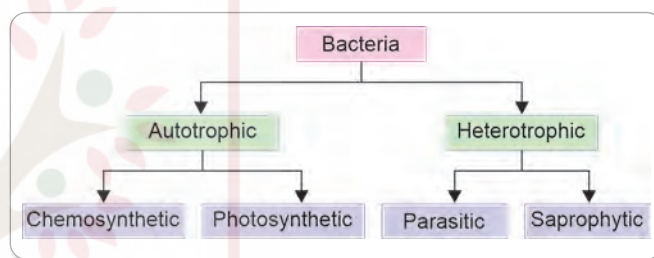 Bacteria
Autotrophic
Heterotrophic
Chemosynthetic
Photosynthetic
Parasitic
Saprophytic